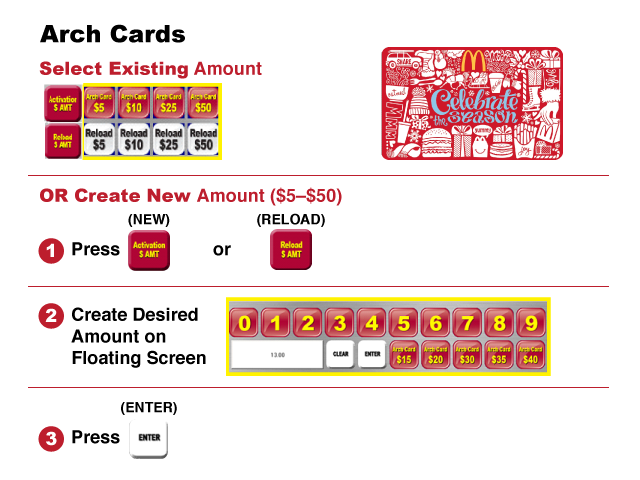 Arch Cards
Select Existing Amount
Activation $ AMT Arch Card $5 Arch Card $10 Arch Card $25 Arch Card $50
Reload $ AMT Reload $5 Reload $10 Reload $25 Reload $50
SHARE
Celebrate
the season
yummy
joy
OR Create New Amount ($5–$50)
(NEW) (RELOAD)
1 Press Activation $ AMT or Reload $ AMT
2 Create Desired
Amount on
Floating Screen
0 1 2 3 4 5 6 7 8 9
13.00 CLEAR ENTER Arch Card $15 Arch Card $20 Arch Card $30 Arch Card $35 Arch Card $40
(ENTER)
3 Press ENTER